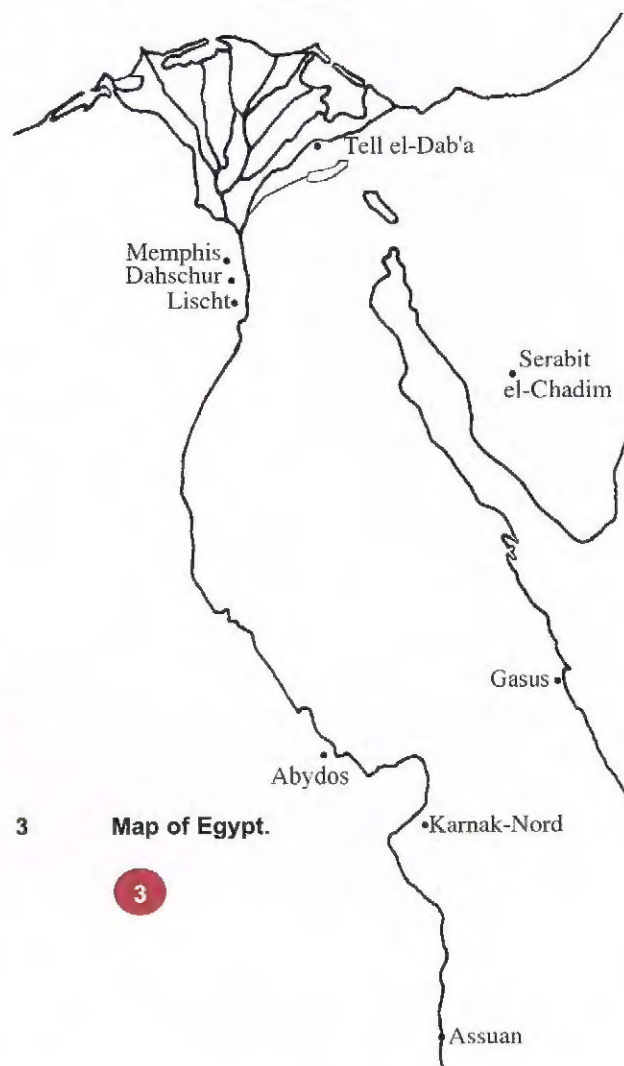 Tell el-Dab'a
Memphis
Dahschur
Lischt
Serabit
el-Chadim
Gasus
Abydos
3 Map of Egypt.
Karnak-Nord
3
Assuan